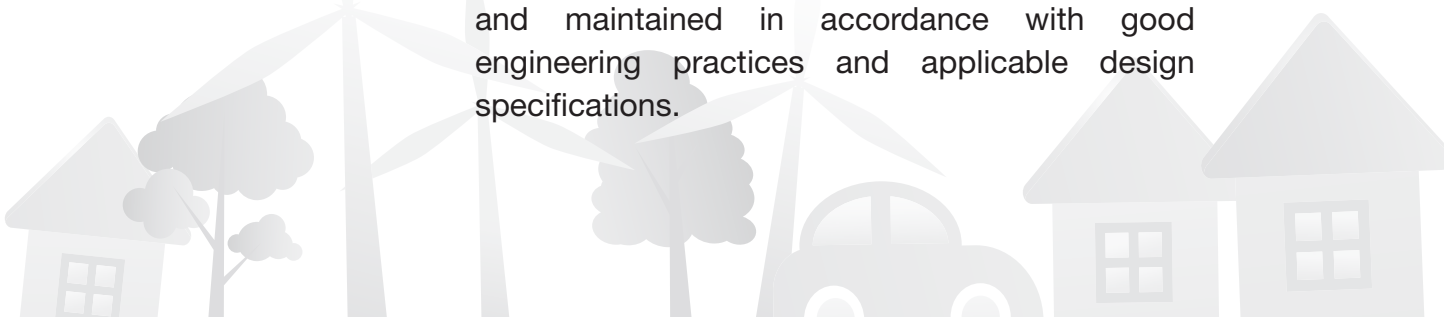 and maintained in accordance with good
engineering practices and applicable design
specifications.